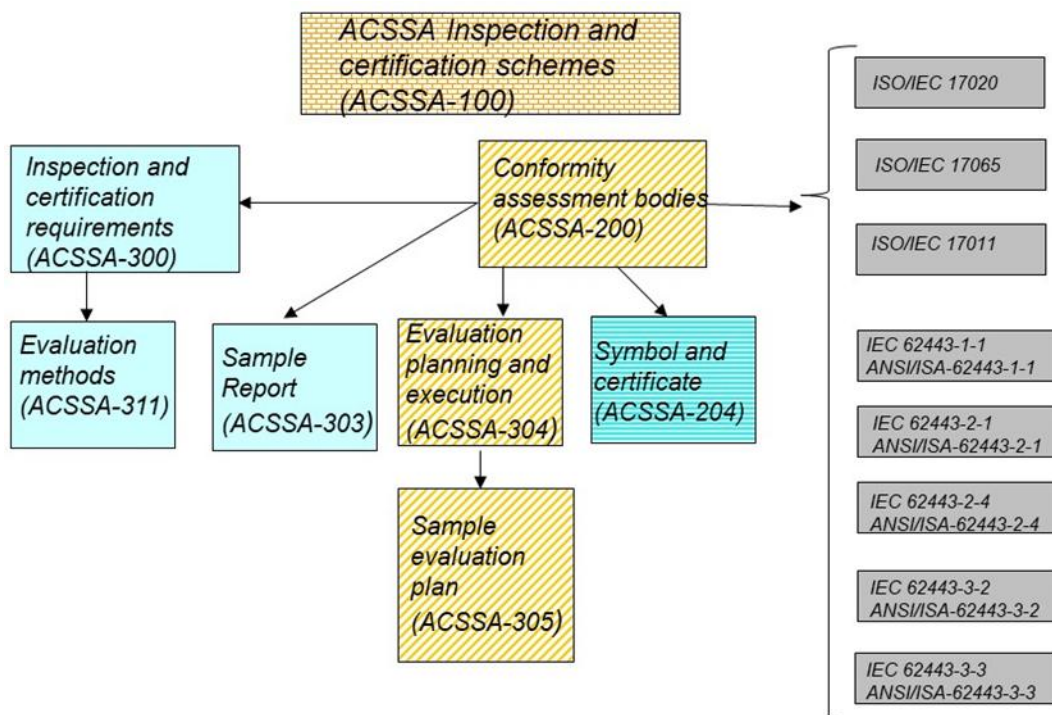 ACSSA Inspection and
certification schemes
(ACSSA-100)
Inspection and
certification
requirements
(ACSSA-300)
Conformity
assessment bodies
(ACSSA-200)
Evaluation
methods
(ACSSA-311)
Sample
Report
(ACSSA-303)
Evaluation
planning and
execution
(ACSSA-304)
Symbol and
certificate
(ACSSA-204)
Sample
evaluation
plan
(ACSSA-305)
ISO/IEC 17020
ISO/IEC 17065
ISO/IEC 17011
IEC 62443-1-1
ANSI/ISA-62443-1-1
IEC 62443-2-1
ANSI/ISA-62443-2-1
IEC 62443-2-4
ANSI/ISA-62443-2-4
IEC 62443-3-2
ANSI/ISA-62443-3-2
IEC 62443-3-3
ANSI/ISA-62443-3-3